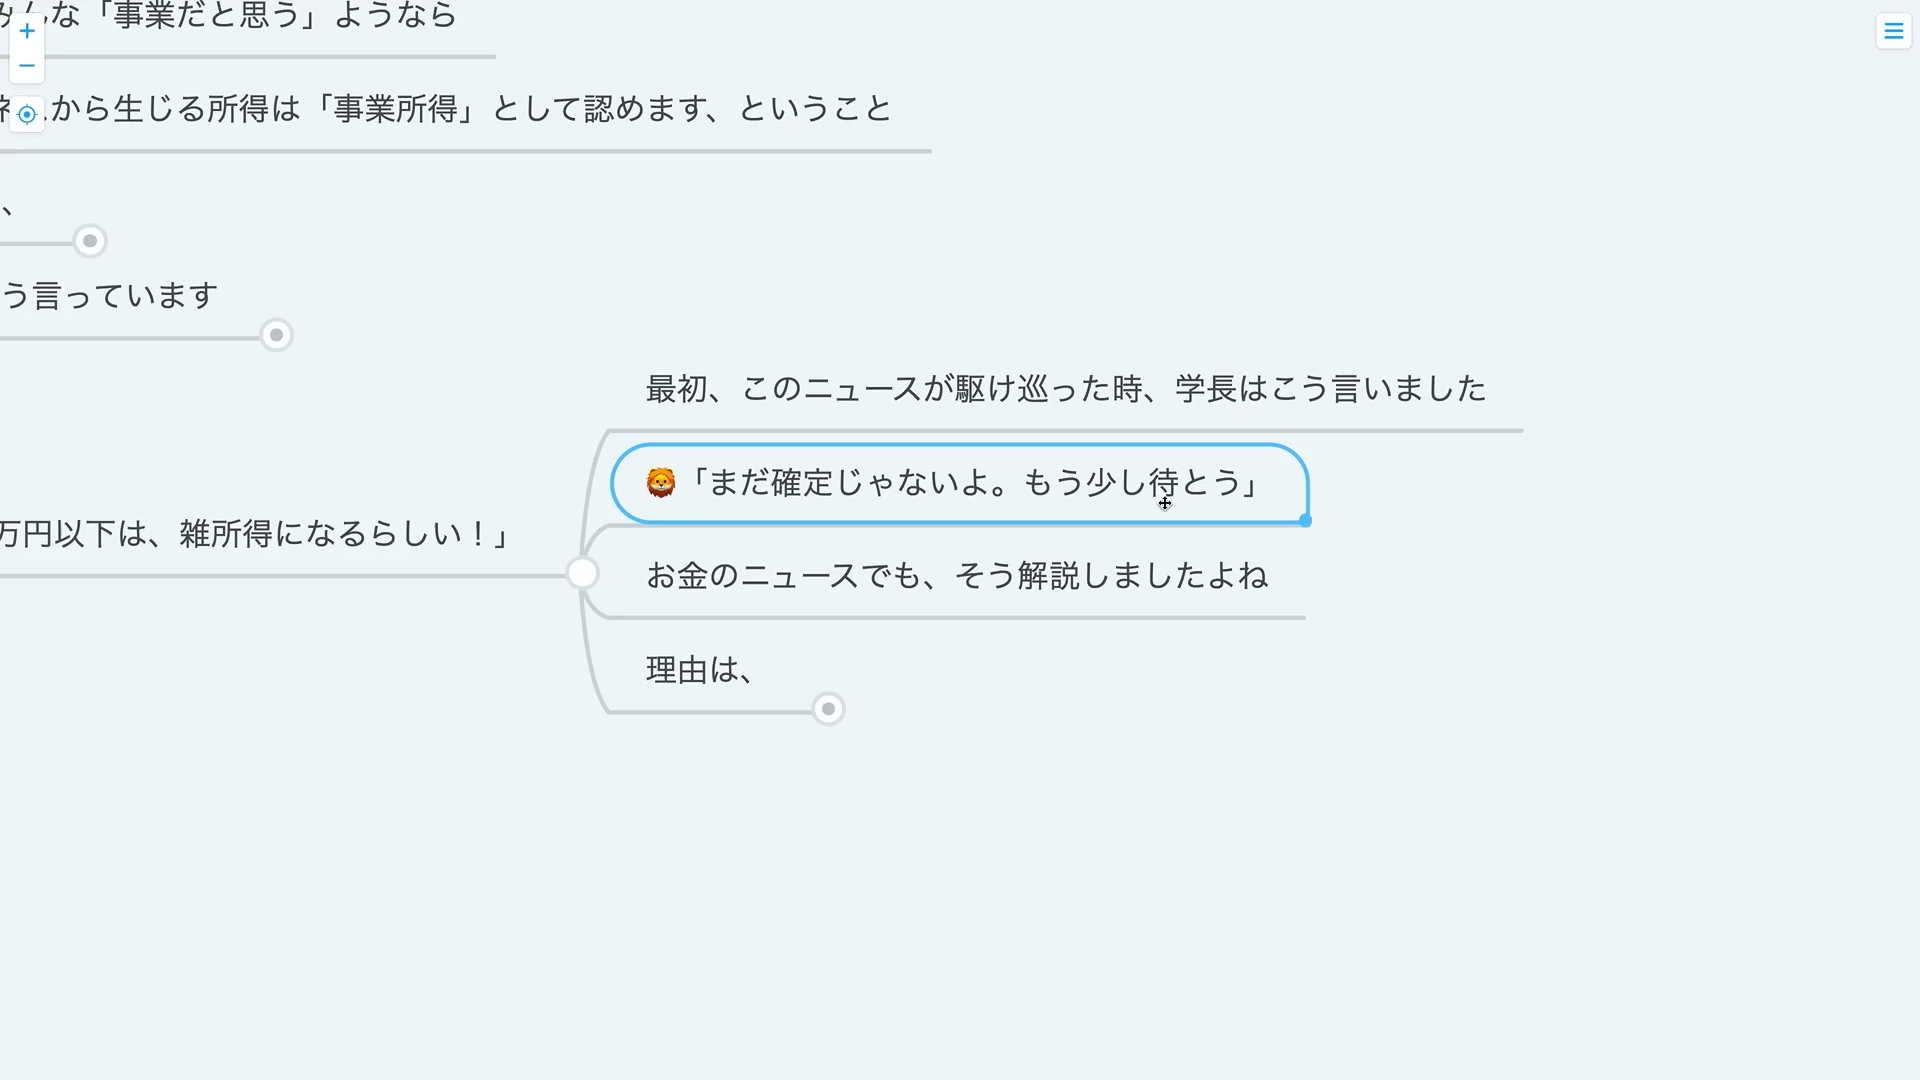 みんな「事業だと思う」ようなら
から生じる所得は「事業所得」として認めます、ということ
、
う言っています
最初、このニュースが駆け巡った時、学長はこう言いました
🦁「まだ確定じゃないよ。もう少し待とう」
万円以下は、雑所得になるらしい！」
お金のニュースでも、そう解説しましたよね
理由は、